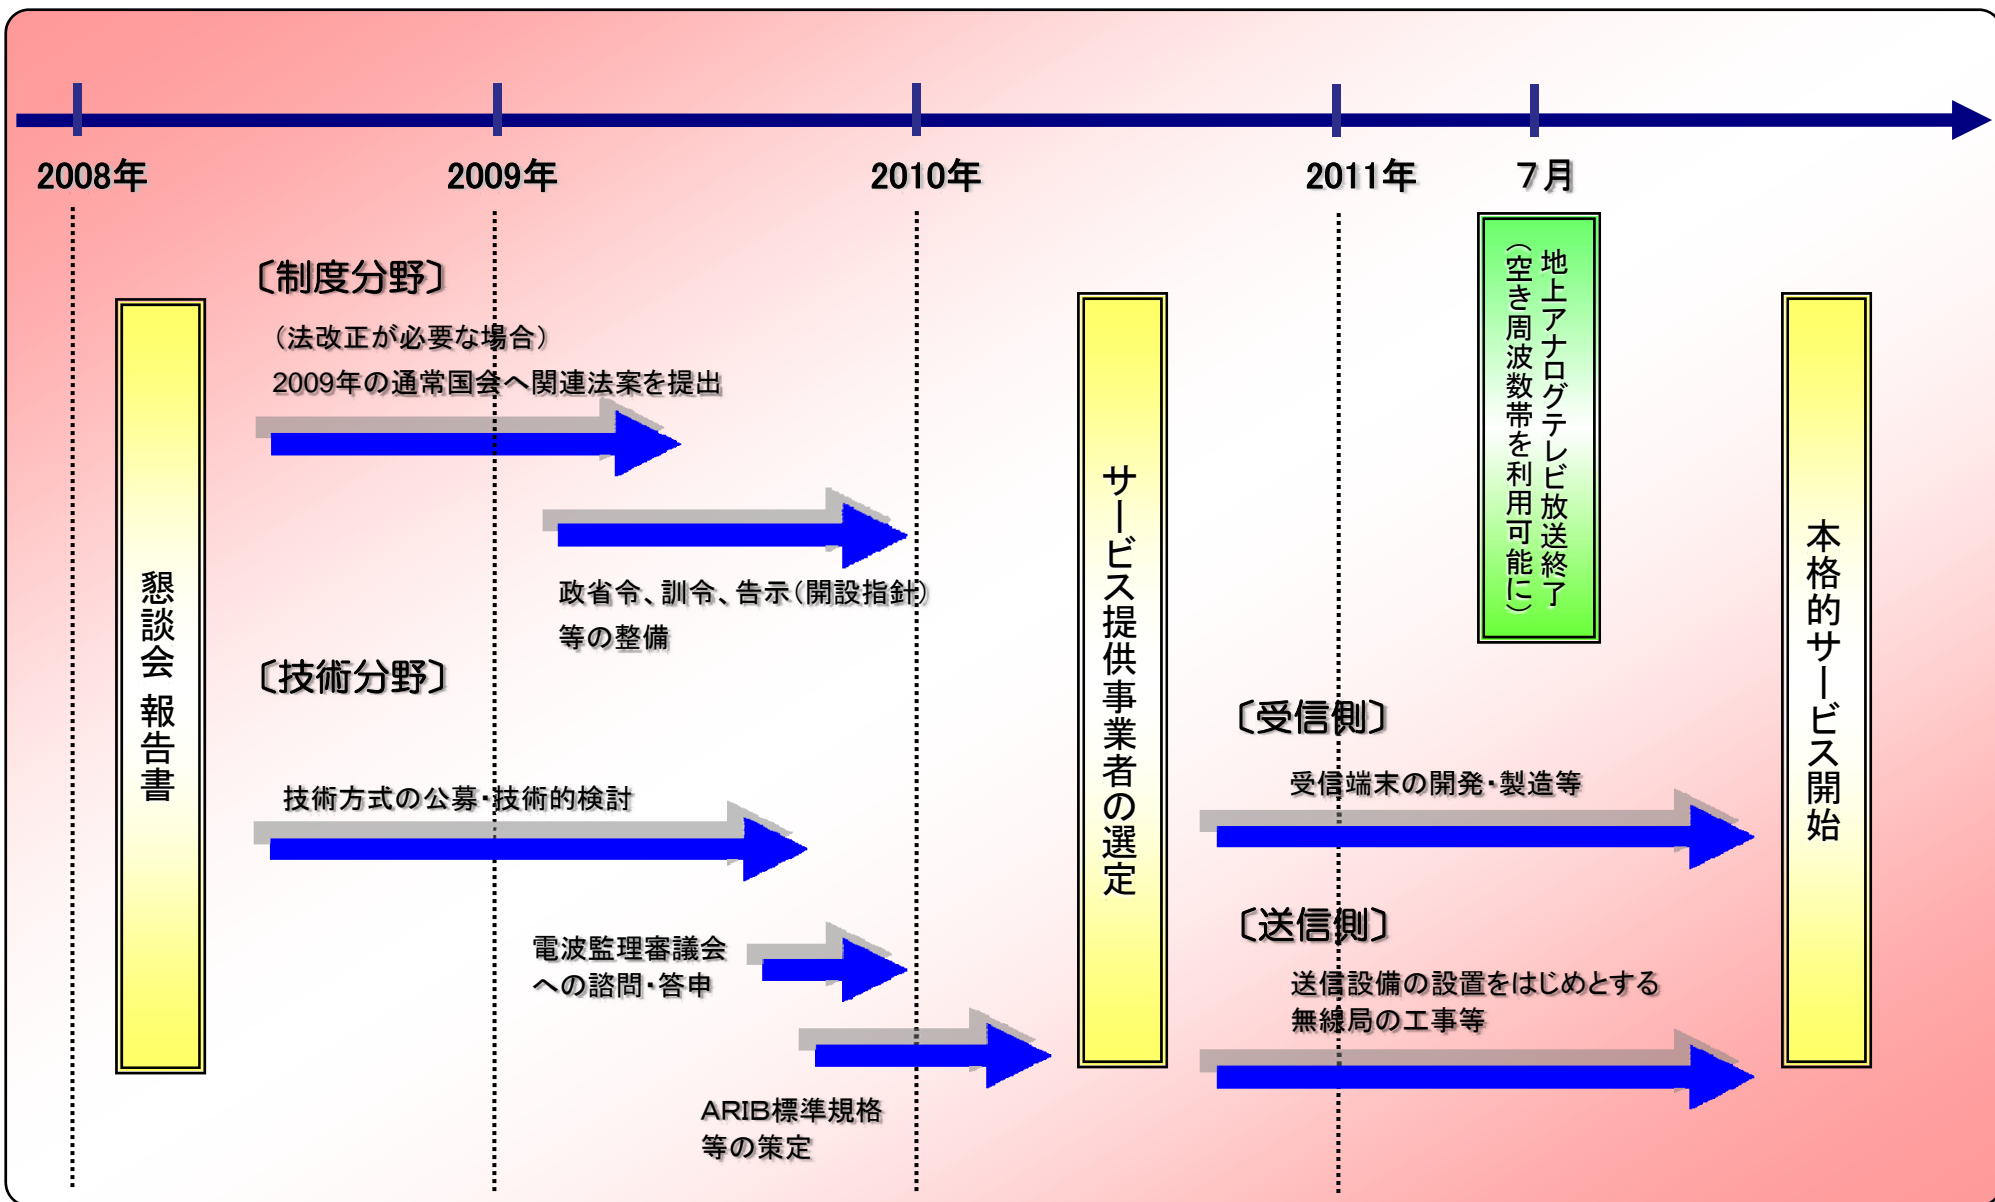 2008年
2009年
2010年
2011年
７月
懇談会 報告書
〔制度分野〕
（法改正が必要な場合）
2009年の通常国会へ関連法案を提出
政省令、訓令、告示（開設指針）
等の整備
〔技術分野〕
技術方式の公募・技術的検討
電波監理審議会
への諮問・答申
ARIB標準規格
等の策定
サービス提供事業者の選定
地上アナログテレビ放送終了
（空き周波数帯を利用可能に）
〔受信側〕
受信端末の開発・製造等
〔送信側〕
送信設備の設置をはじめとする
無線局の工事等
本格的サービス開始